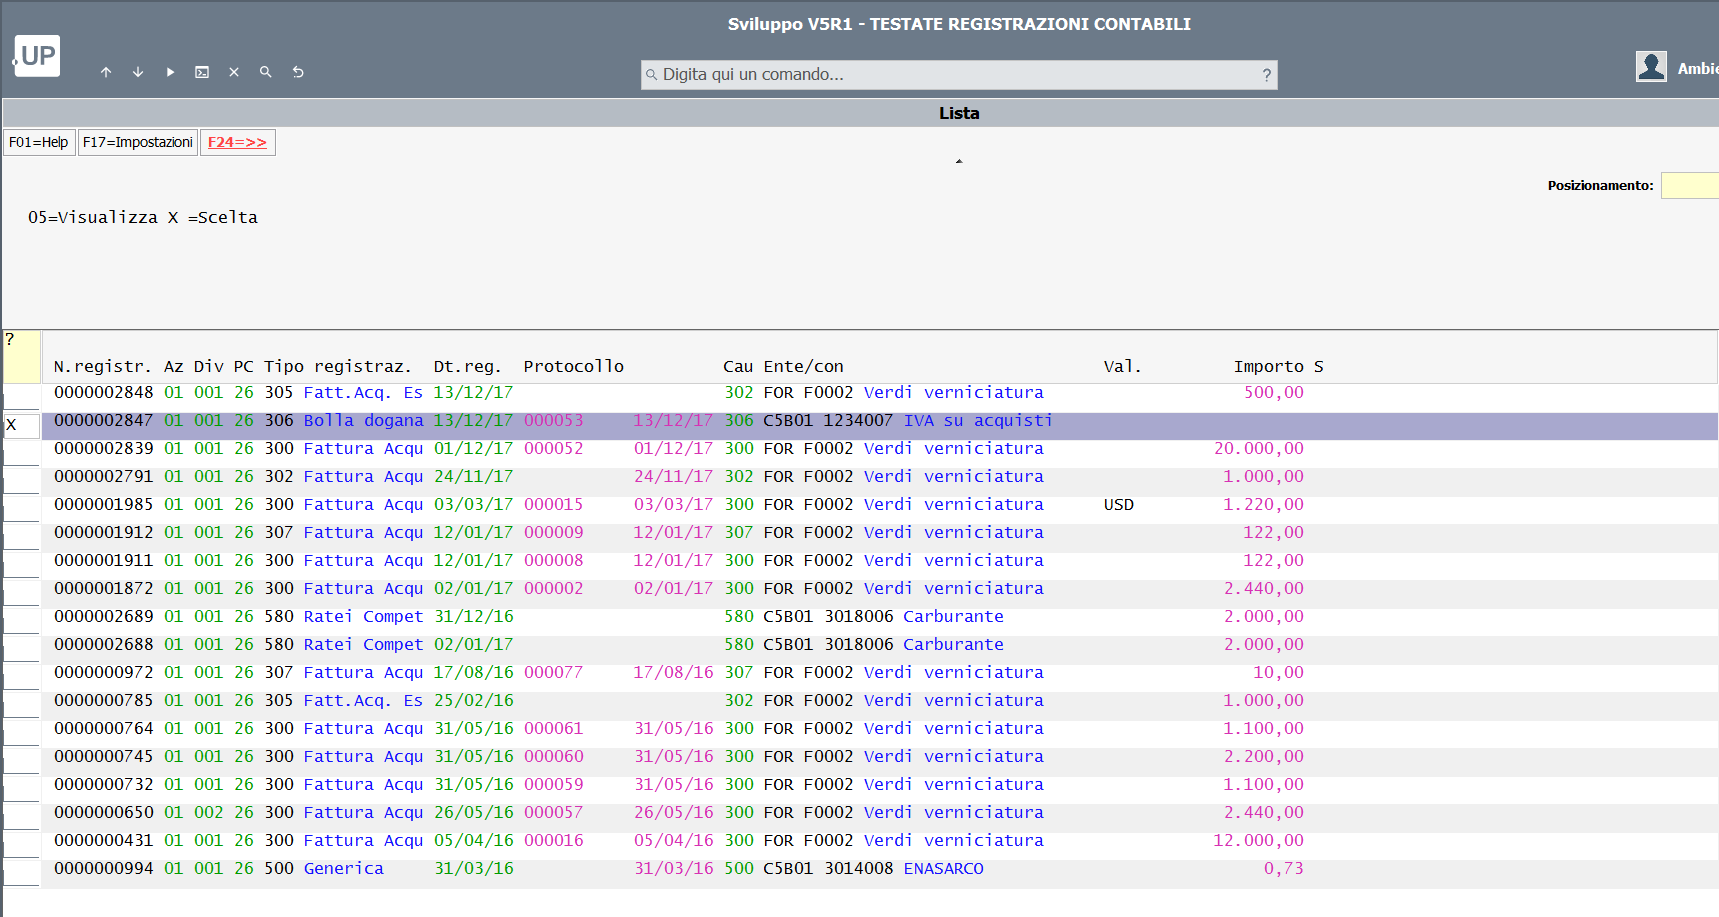 Sviluppo V5R1 - TESTATE REGISTRAZIONI CONTABILI
.UP
Digita qui un comando... ?
Ambie
Lista
F01=Help F17=Impostazioni F24=>>
Posizionamento:
05=Visualizza X =Scelta
?
N.registr. Az Div PC Tipo registraz. Dt.reg. Protocollo Cau Ente/con Val. Importo S
0000002848 01 001 26 305 Fatt.Acq. Es 13/12/17 302 FOR F0002 Verdi verniciatura 500,00
X 0000002847 01 001 26 306 Bolla dogana 13/12/17 000053 13/12/17 306 C5B01 1234007 IVA su acquisti
0000002839 01 001 26 300 Fattura Acqu 01/12/17 000052 01/12/17 300 FOR F0002 Verdi verniciatura 20.000,00
0000002791 01 001 26 302 Fattura Acqu 24/11/17 24/11/17 302 FOR F0002 Verdi verniciatura 1.000,00
0000001985 01 001 26 300 Fattura Acqu 03/03/17 000015 03/03/17 300 FOR F0002 Verdi verniciatura USD 1.220,00
0000001912 01 001 26 307 Fattura Acqu 12/01/17 000009 12/01/17 307 FOR F0002 Verdi verniciatura 122,00
0000001911 01 001 26 300 Fattura Acqu 12/01/17 000008 12/01/17 300 FOR F0002 Verdi verniciatura 122,00
0000001872 01 001 26 300 Fattura Acqu 02/01/17 000002 02/01/17 300 FOR F0002 Verdi verniciatura 2.440,00
0000002689 01 001 26 580 Ratei Compet 31/12/16 580 C5B01 3018006 Carburante 2.000,00
0000002688 01 001 26 580 Ratei Compet 02/01/17 580 C5B01 3018006 Carburante 2.000,00
0000000972 01 001 26 307 Fattura Acqu 17/08/16 000077 17/08/16 307 FOR F0002 Verdi verniciatura 10,00
0000000785 01 001 26 305 Fatt.Acq. Es 25/02/16 302 FOR F0002 Verdi verniciatura 1.000,00
0000000764 01 001 26 300 Fattura Acqu 31/05/16 000061 31/05/16 300 FOR F0002 Verdi verniciatura 1.100,00
0000000745 01 001 26 300 Fattura Acqu 31/05/16 000060 31/05/16 300 FOR F0002 Verdi verniciatura 2.200,00
0000000732 01 001 26 300 Fattura Acqu 31/05/16 000059 31/05/16 300 FOR F0002 Verdi verniciatura 1.100,00
0000000650 01 002 26 300 Fattura Acqu 26/05/16 000057 26/05/16 300 FOR F0002 Verdi verniciatura 2.440,00
0000000431 01 001 26 300 Fattura Acqu 05/04/16 000016 05/04/16 300 FOR F0002 Verdi verniciatura 12.000,00
0000000994 01 001 26 500 Generica 31/03/16 31/03/16 500 C5B01 3014008 ENASARCO 0,73